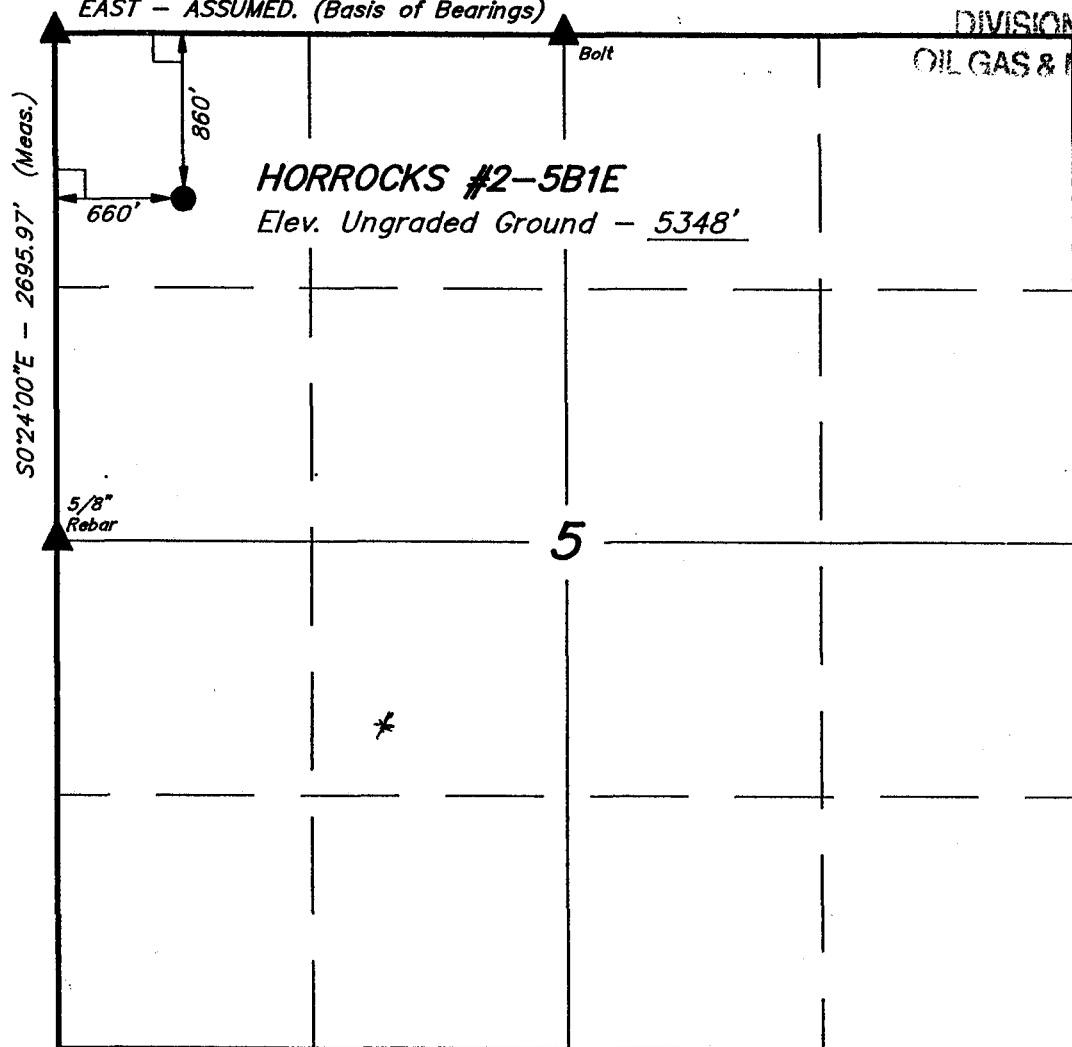 EAST – ASSUMED. (Basis of Bearings)
DIVISION
OIL GAS &
Bolt
S0°24'00"E – 2695.97' (Meas.)
860'
660'
HORROCKS #2-5B1E
Elev. Ungraded Ground – 5348'
5/8"
Rebar
5